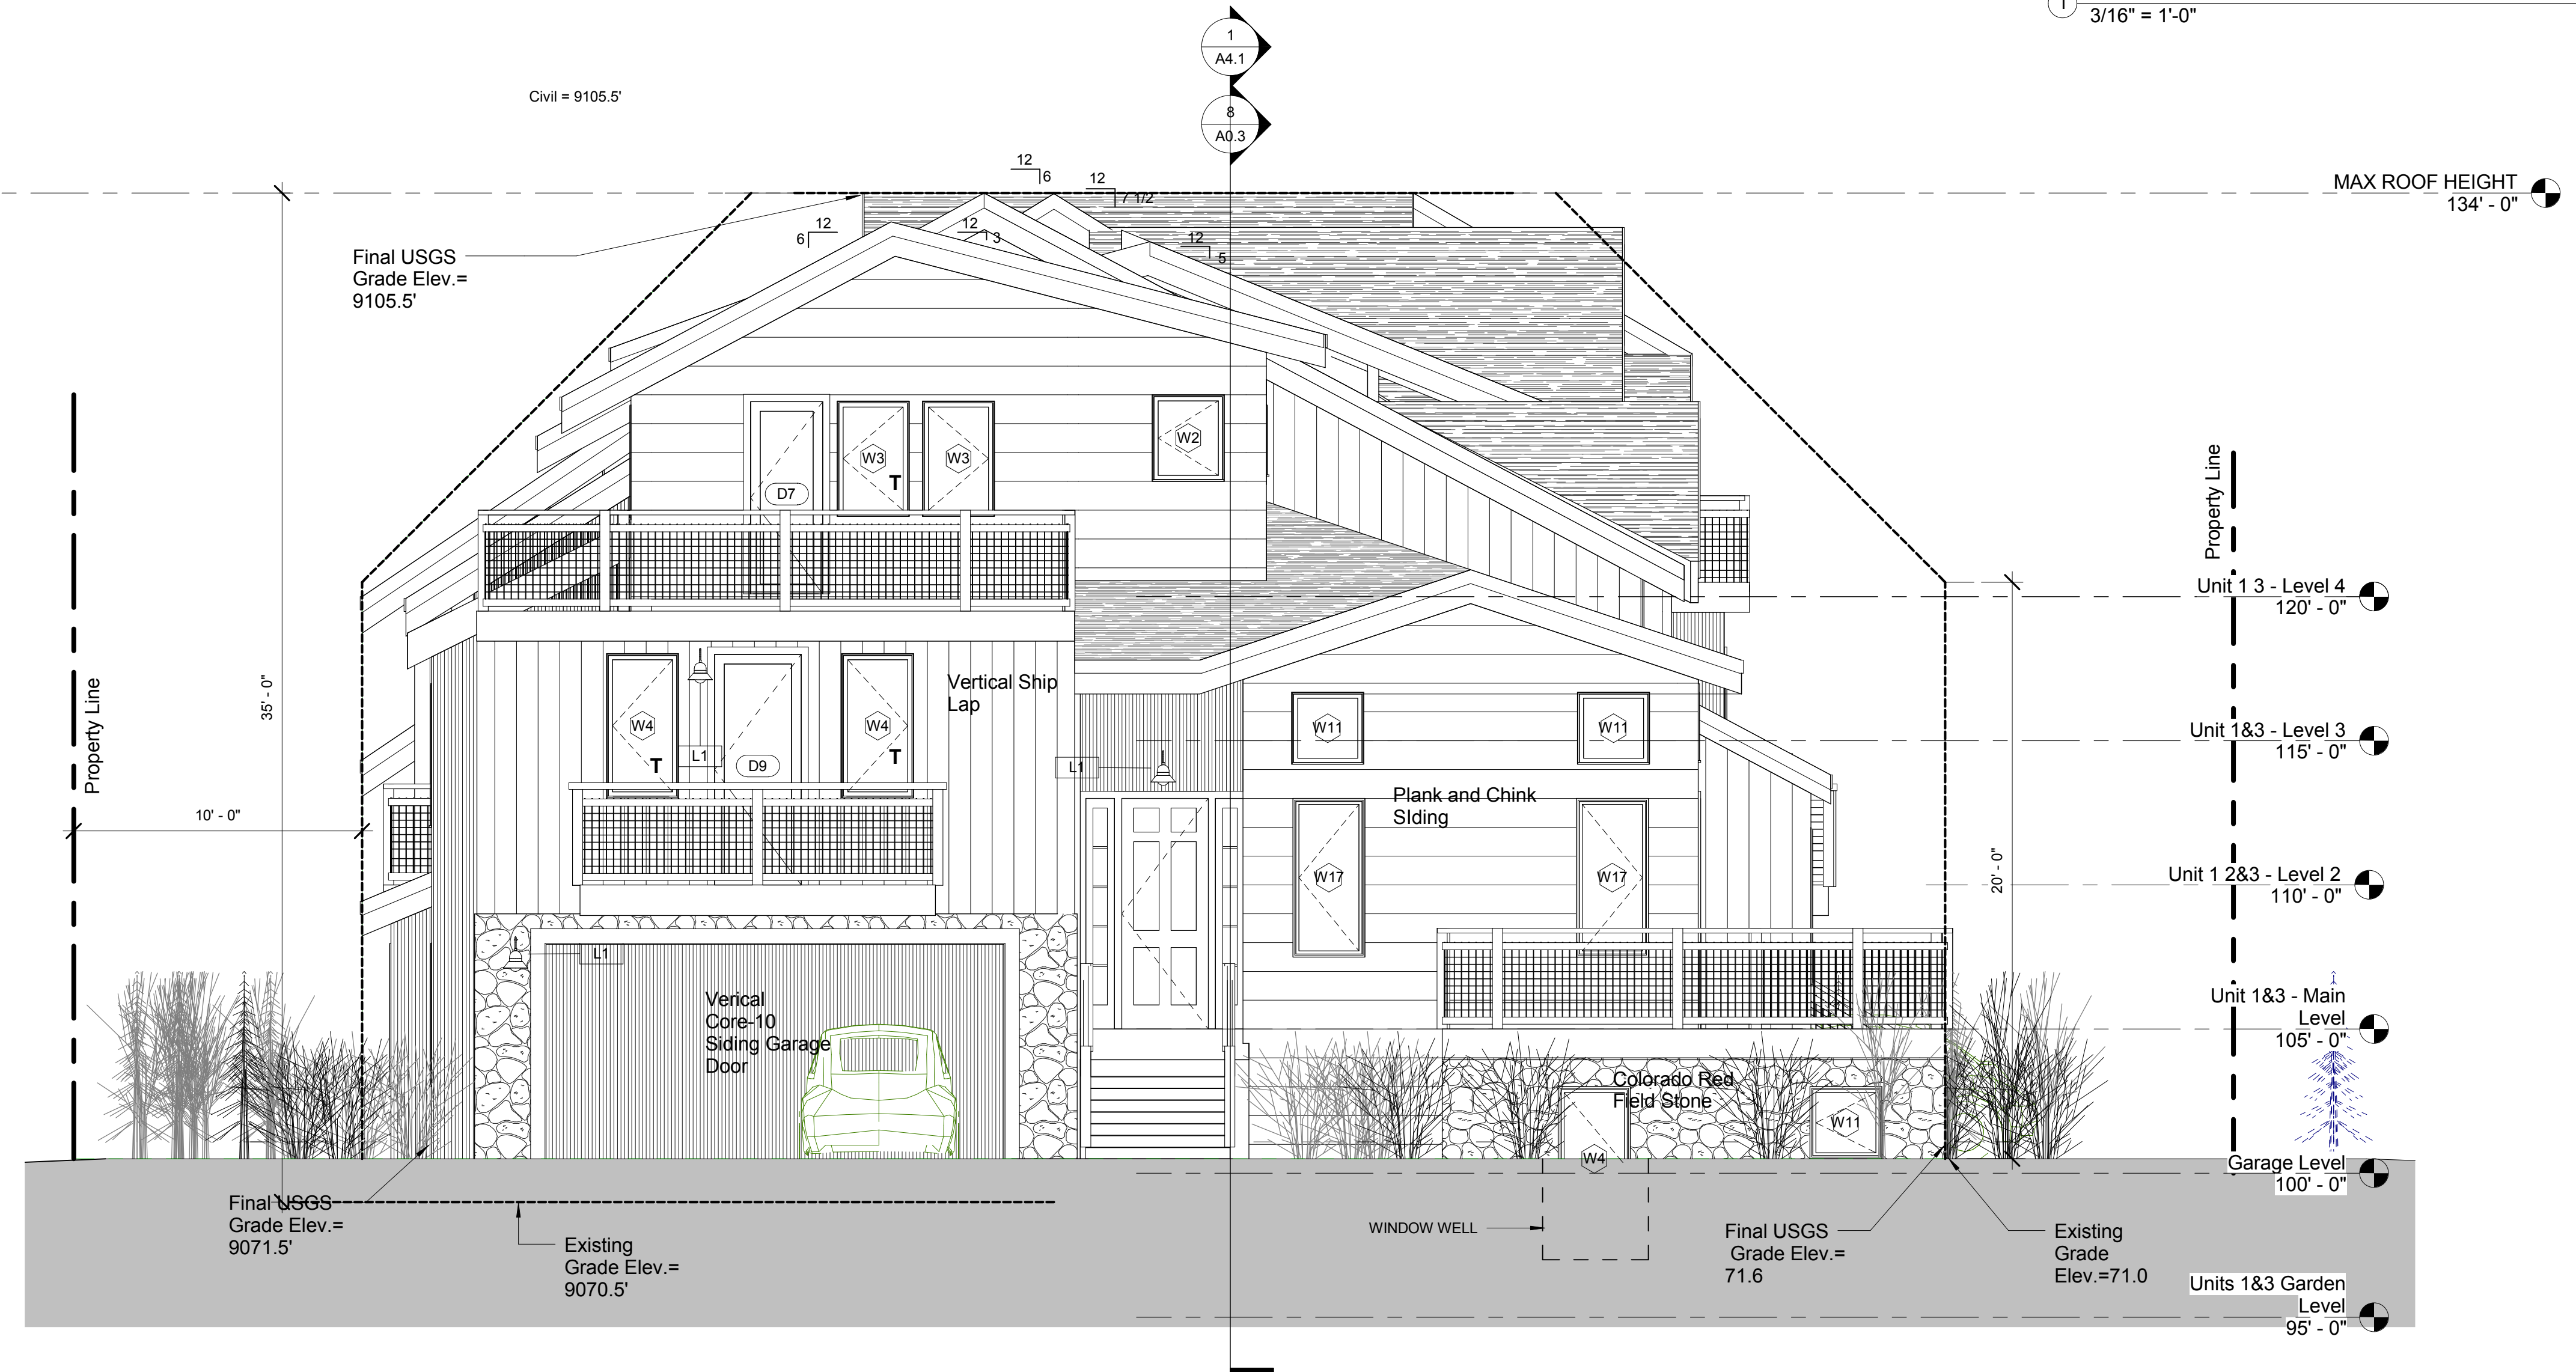 1
3/16" = 1'-0"
1
A4.1
Civil = 9105.5'
8
A0.3
12
6
12
7 1/2
MAX ROOF HEIGHT
134' - 0"
12
6
12
3
12
5
Final USGS
Grade Elev.=
9105.5'
W3
W3
W2
D7
T
Property Line
Unit 1 3 - Level 4
120' - 0"
35' - 0"
Property Line
Vertical Ship
Lap
W4
W4
T
T
L1
D9
L1
W11
W11
Unit 1&3 - Level 3
115' - 0"
Plank and Chink
SIding
10' - 0"
W17
W17
20' - 0"
Unit 1 2&3 - Level 2
110' - 0"
L1
Verical
Core-10
Siding Garage
Door
Unit 1&3 - Main
Level
105' - 0"
Colorado Red
Field Stone
W11
W4
Garage Level
100' - 0"
Final USGS
Grade Elev.=
9071.5'
Existing
Grade Elev.=
9070.5'
WINDOW WELL
Final USGS
Grade Elev.=
71.6
Existing
Grade
Elev.=71.0
Units 1&3 Garden
Level
95' - 0"